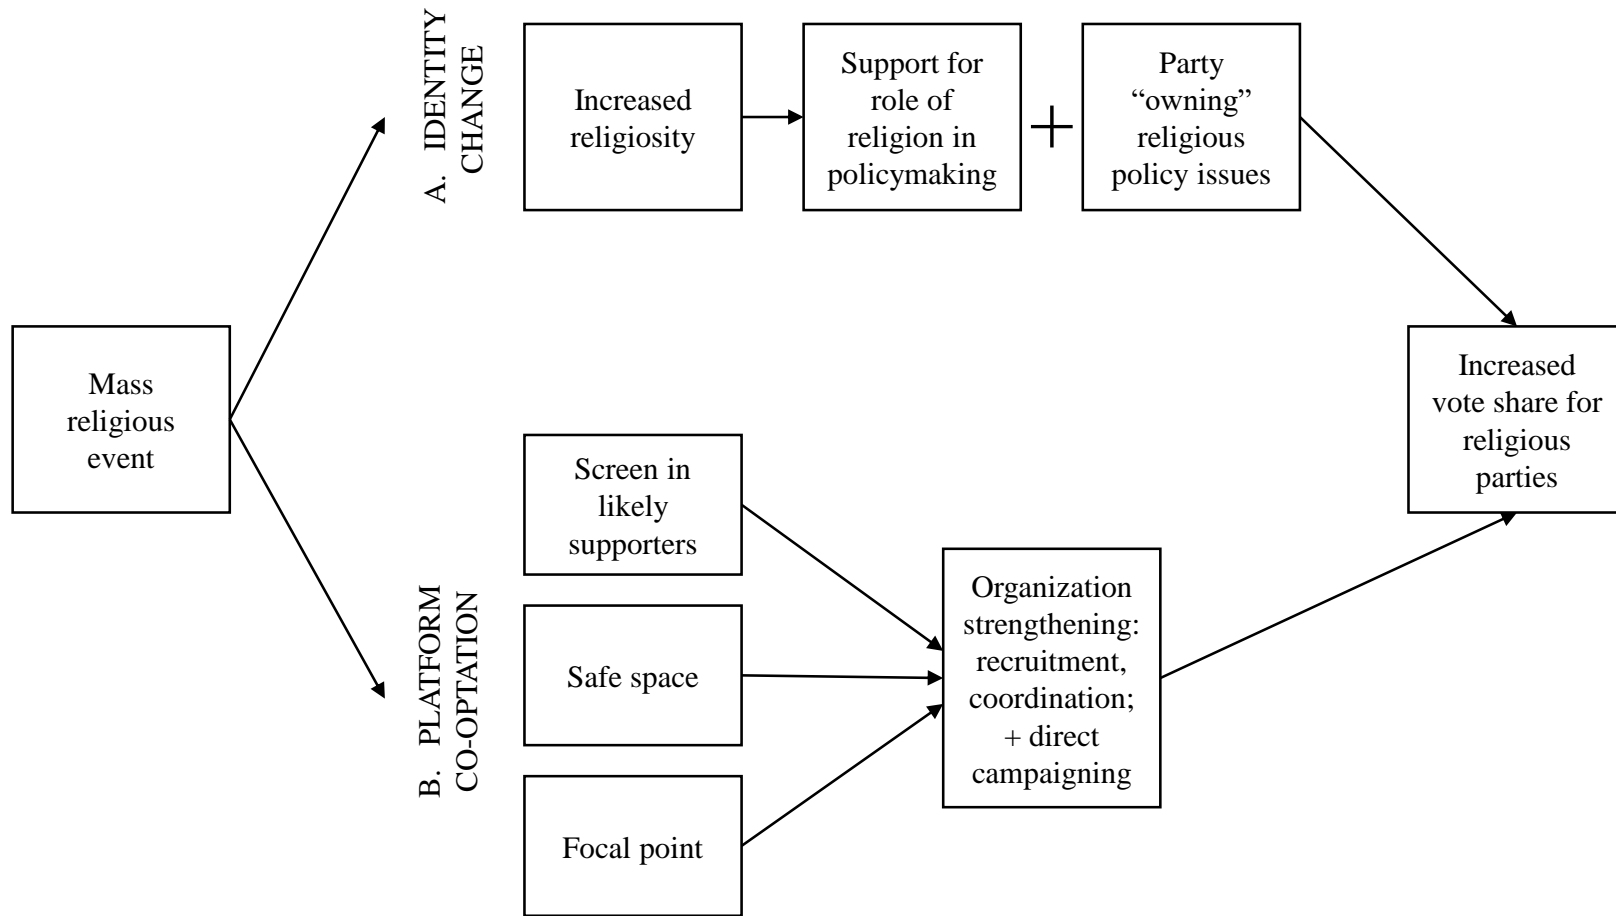 A. IDENTITY
CHANGE
Increased
religiosity
Support for
role of
religion in
policymaking
+
Party
“owning”
religious
policy issues
Mass
religious
event
Increased
vote share for
religious
parties
B. PLATFORM
CO-OPTATION
Screen in
likely
supporters
Safe space
Focal point
Organization
strengthening:
recruitment,
coordination;
+ direct
campaigning